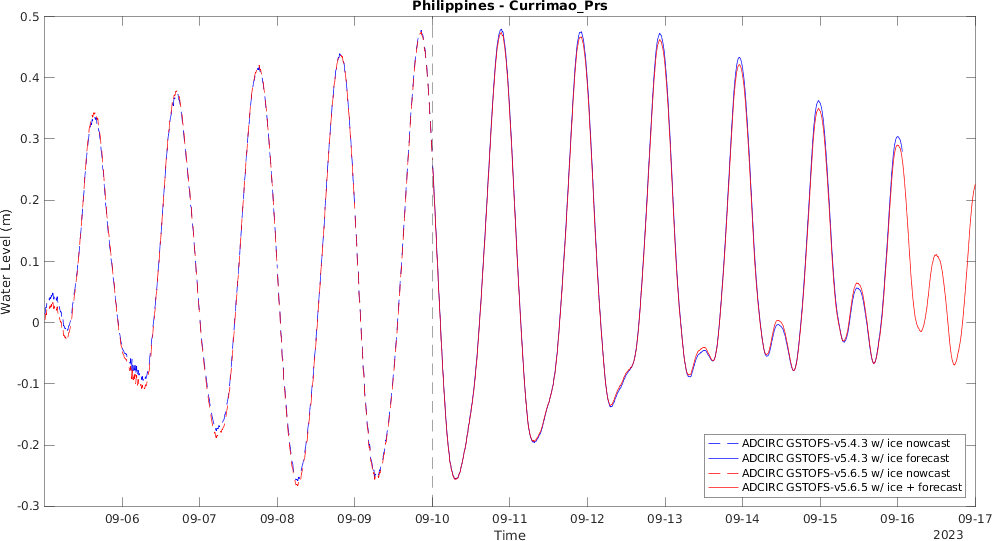 Philippines - Currimao_Prs
0.5
0.4
0.3
0.2
0.1
0
-0.1
-0.2
-0.3
Water Level (m)
ADCIRC GSTOFS-v5.4.3 w/ ice nowcast
ADCIRC GSTOFS-v5.4.3 w/ ice forecast
ADCIRC GSTOFS-v5.6.5 w/ ice nowcast
ADCIRC GSTOFS-v5.6.5 w/ ice + forecast
09-06 09-07 09-08 09-09 09-10 09-11 09-12 09-13 09-14 09-15 09-16 09-17
Time
2023